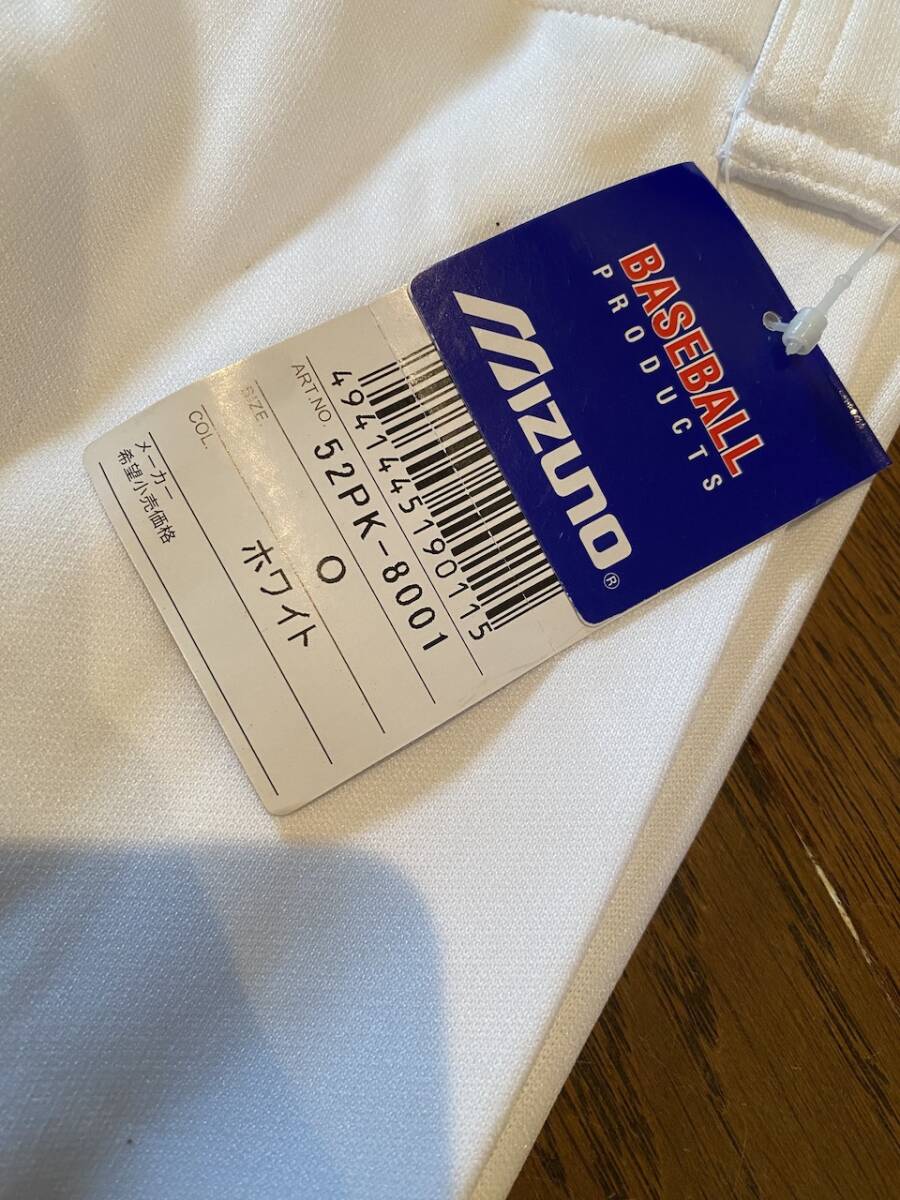 BASEBALL
PRODUCTS
MIZUNO®
4941445190115
ART.NO. 52PK-8001
SIZE O
COL. ホワイト
メーカー
希望小売価格